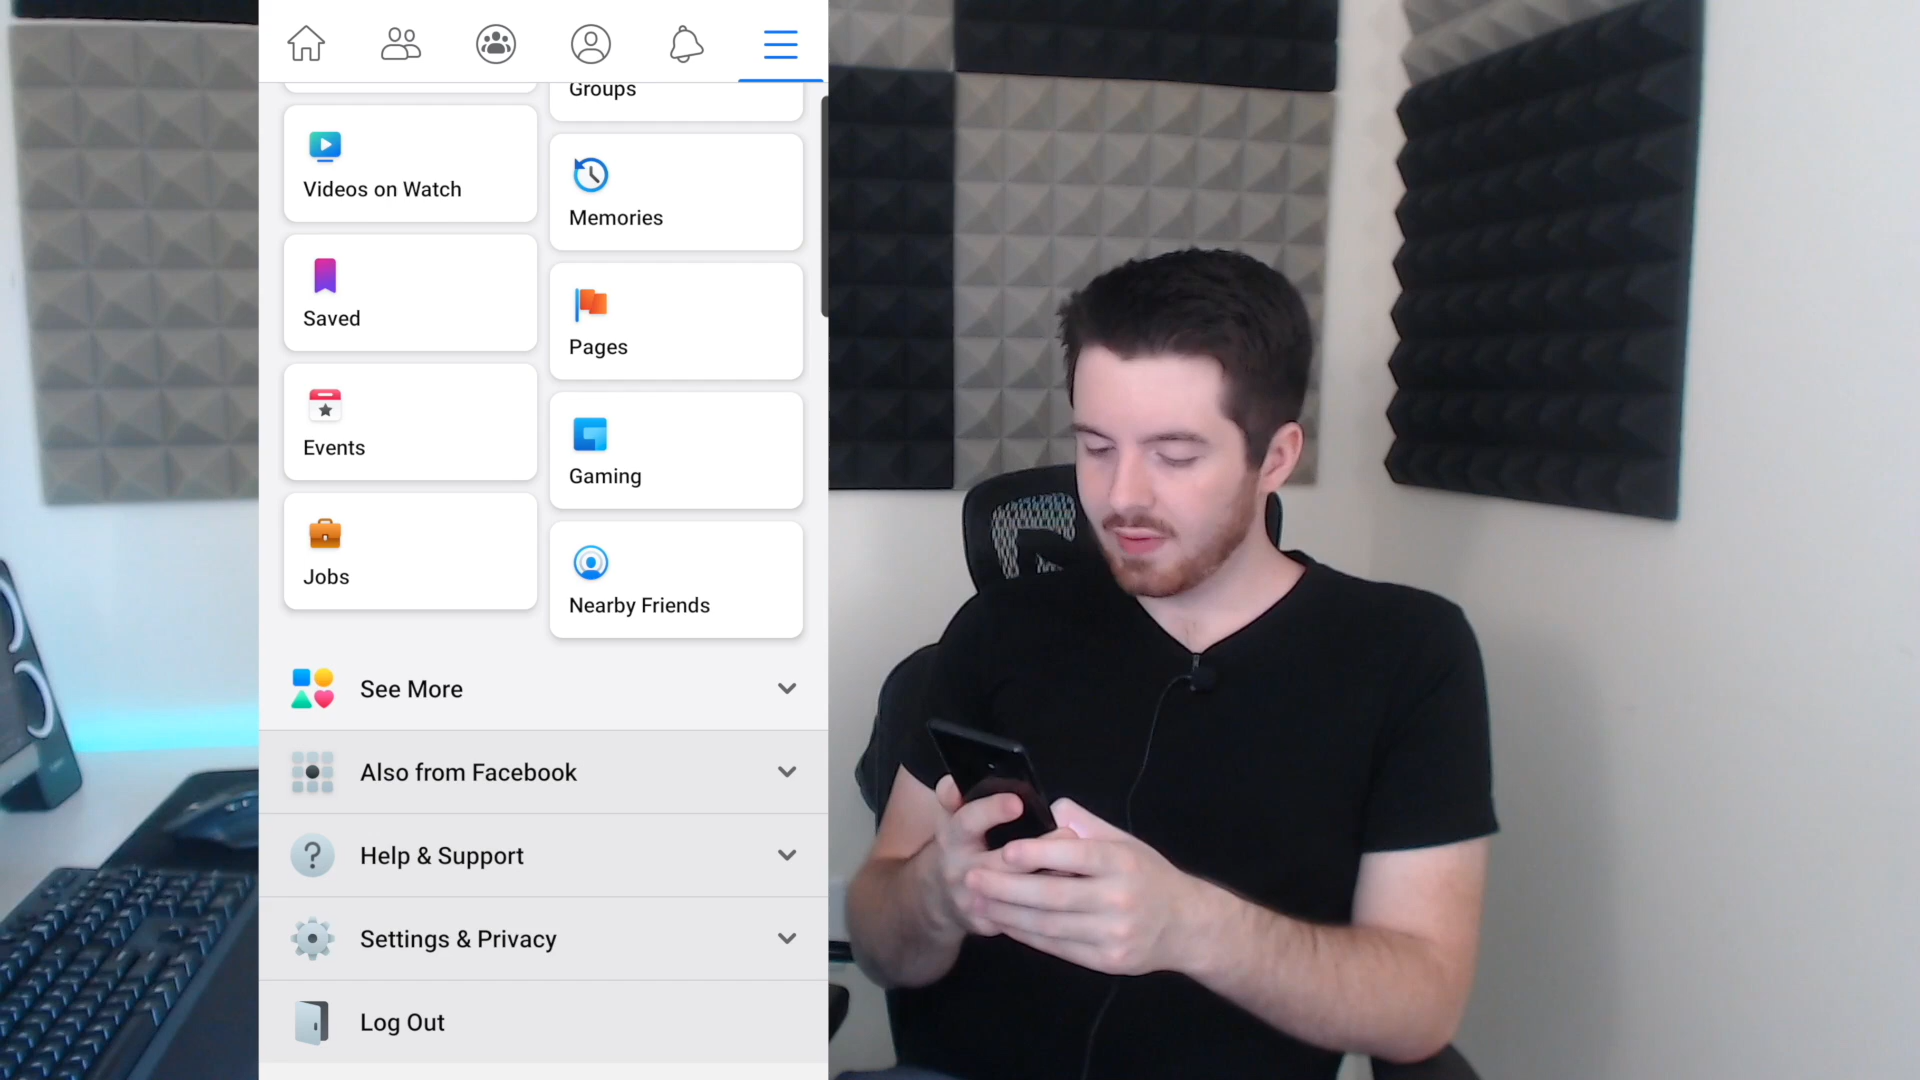 Groups
Videos on Watch
Memories
Saved
Pages
Events
Gaming
Jobs
Nearby Friends
See More
Also from Facebook
Help & Support
Settings & Privacy
Log Out